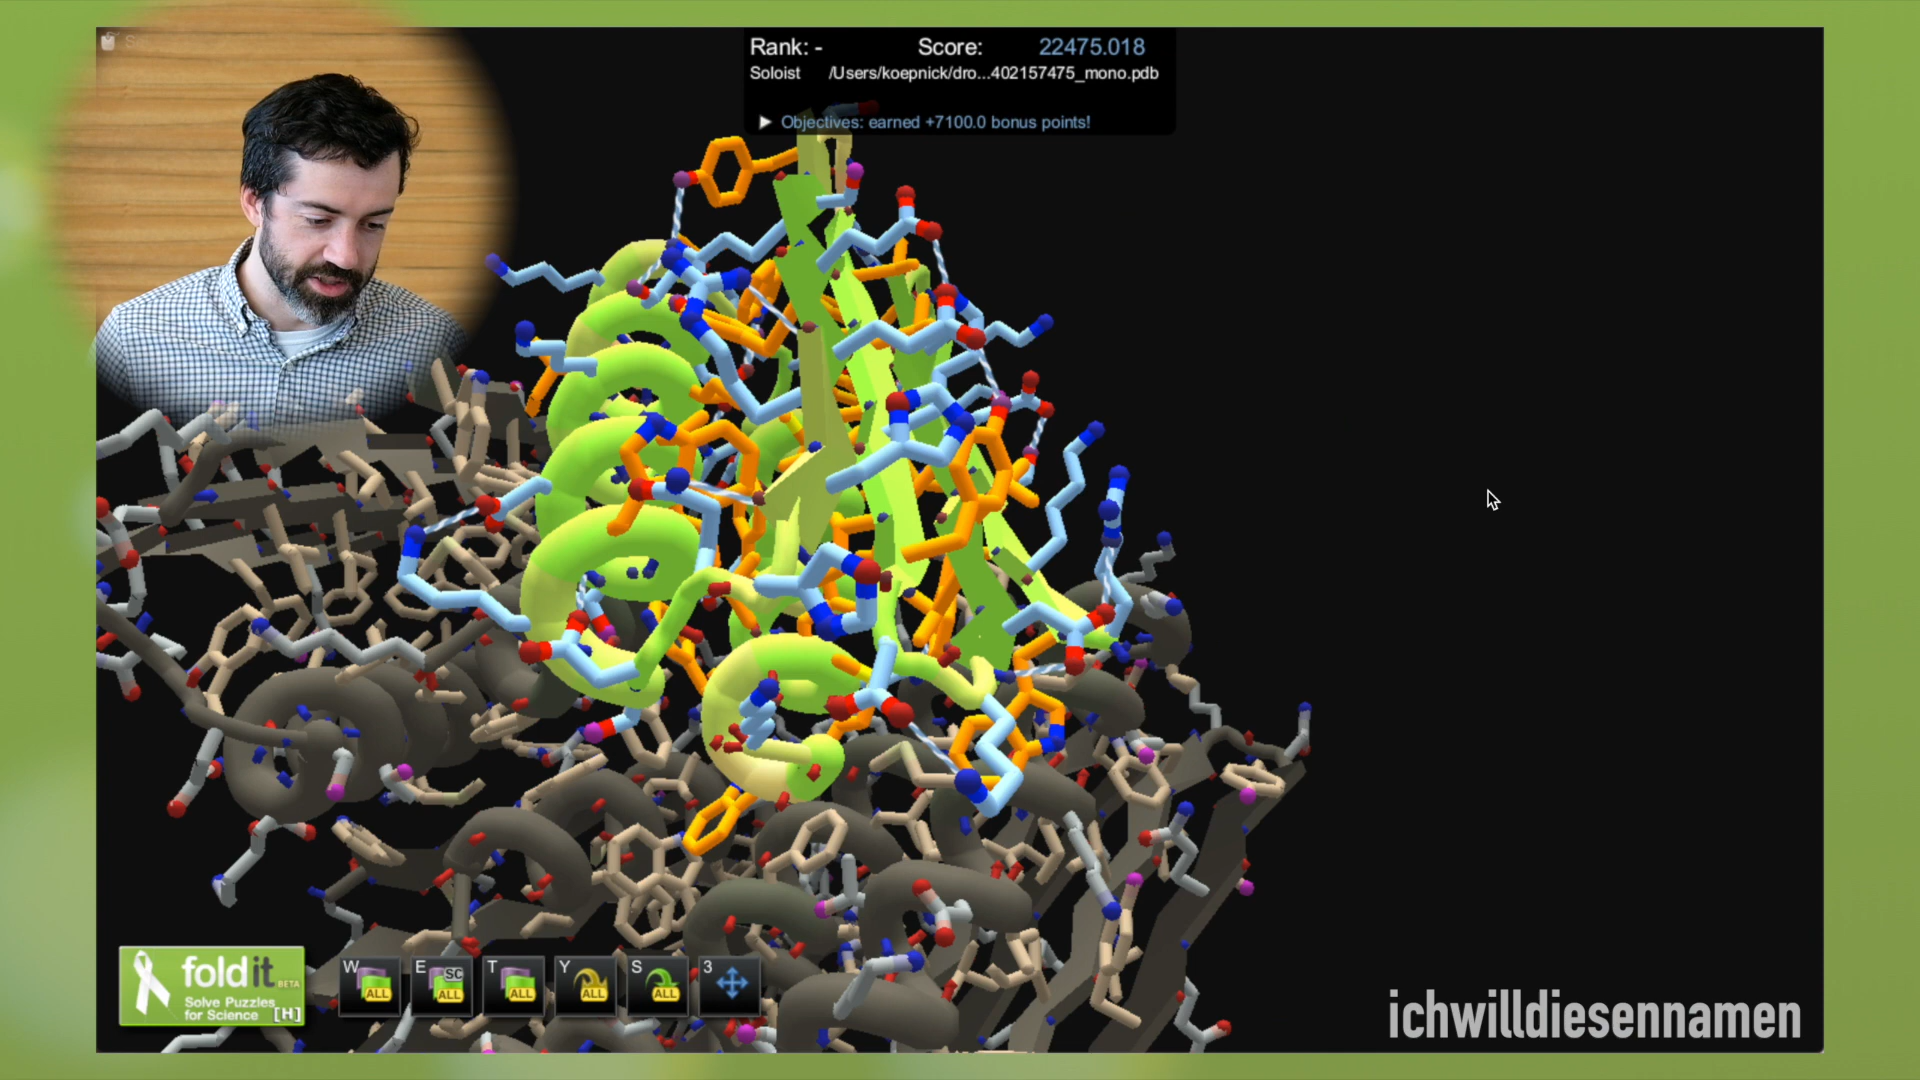 Rank: - Score: 22475.018
Soloist /Users/koepnick/dro...402157475_mono.pdb
Objectives: earned +7100.0 bonus points!
foldit
BETA
Solve Puzzles
for Science [H]
W ALL
E SC ALL
T ALL
Y ALL
S ALL
3
ichwilldiesennamen